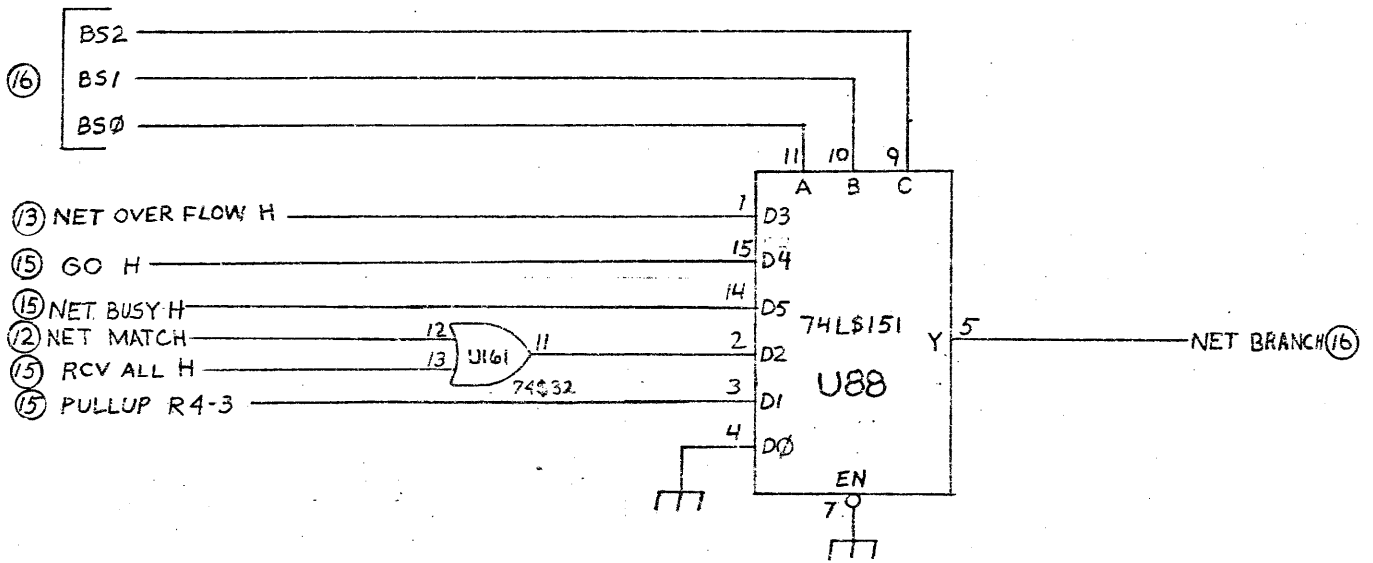 BS2
16 BS1
BSØ
11 10 9
A B C
13 NET OVER FLOW H 1 D3
15 GO H 15 D4
15 NET BUSY H 14 D5
12 NET MATCH 12 74LS151
U161 11 2 D2 Y 5 NET BRANCH 16
15 RCV ALL H 13 74S32 U88
15 PULLUP R4-3 3 D1
4 DØ
EN
7